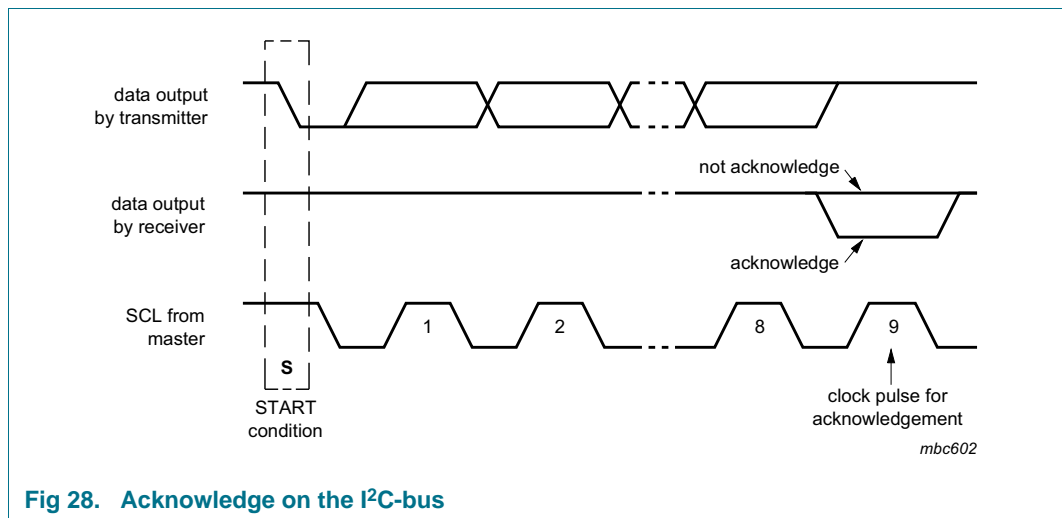 data output
by transmitter
not acknowledge
data output
by receiver
acknowledge
SCL from
master
1
2
8
9
S
START
condition
clock pulse for
acknowledgement
mbc602
Fig 28. Acknowledge on the I²C-bus